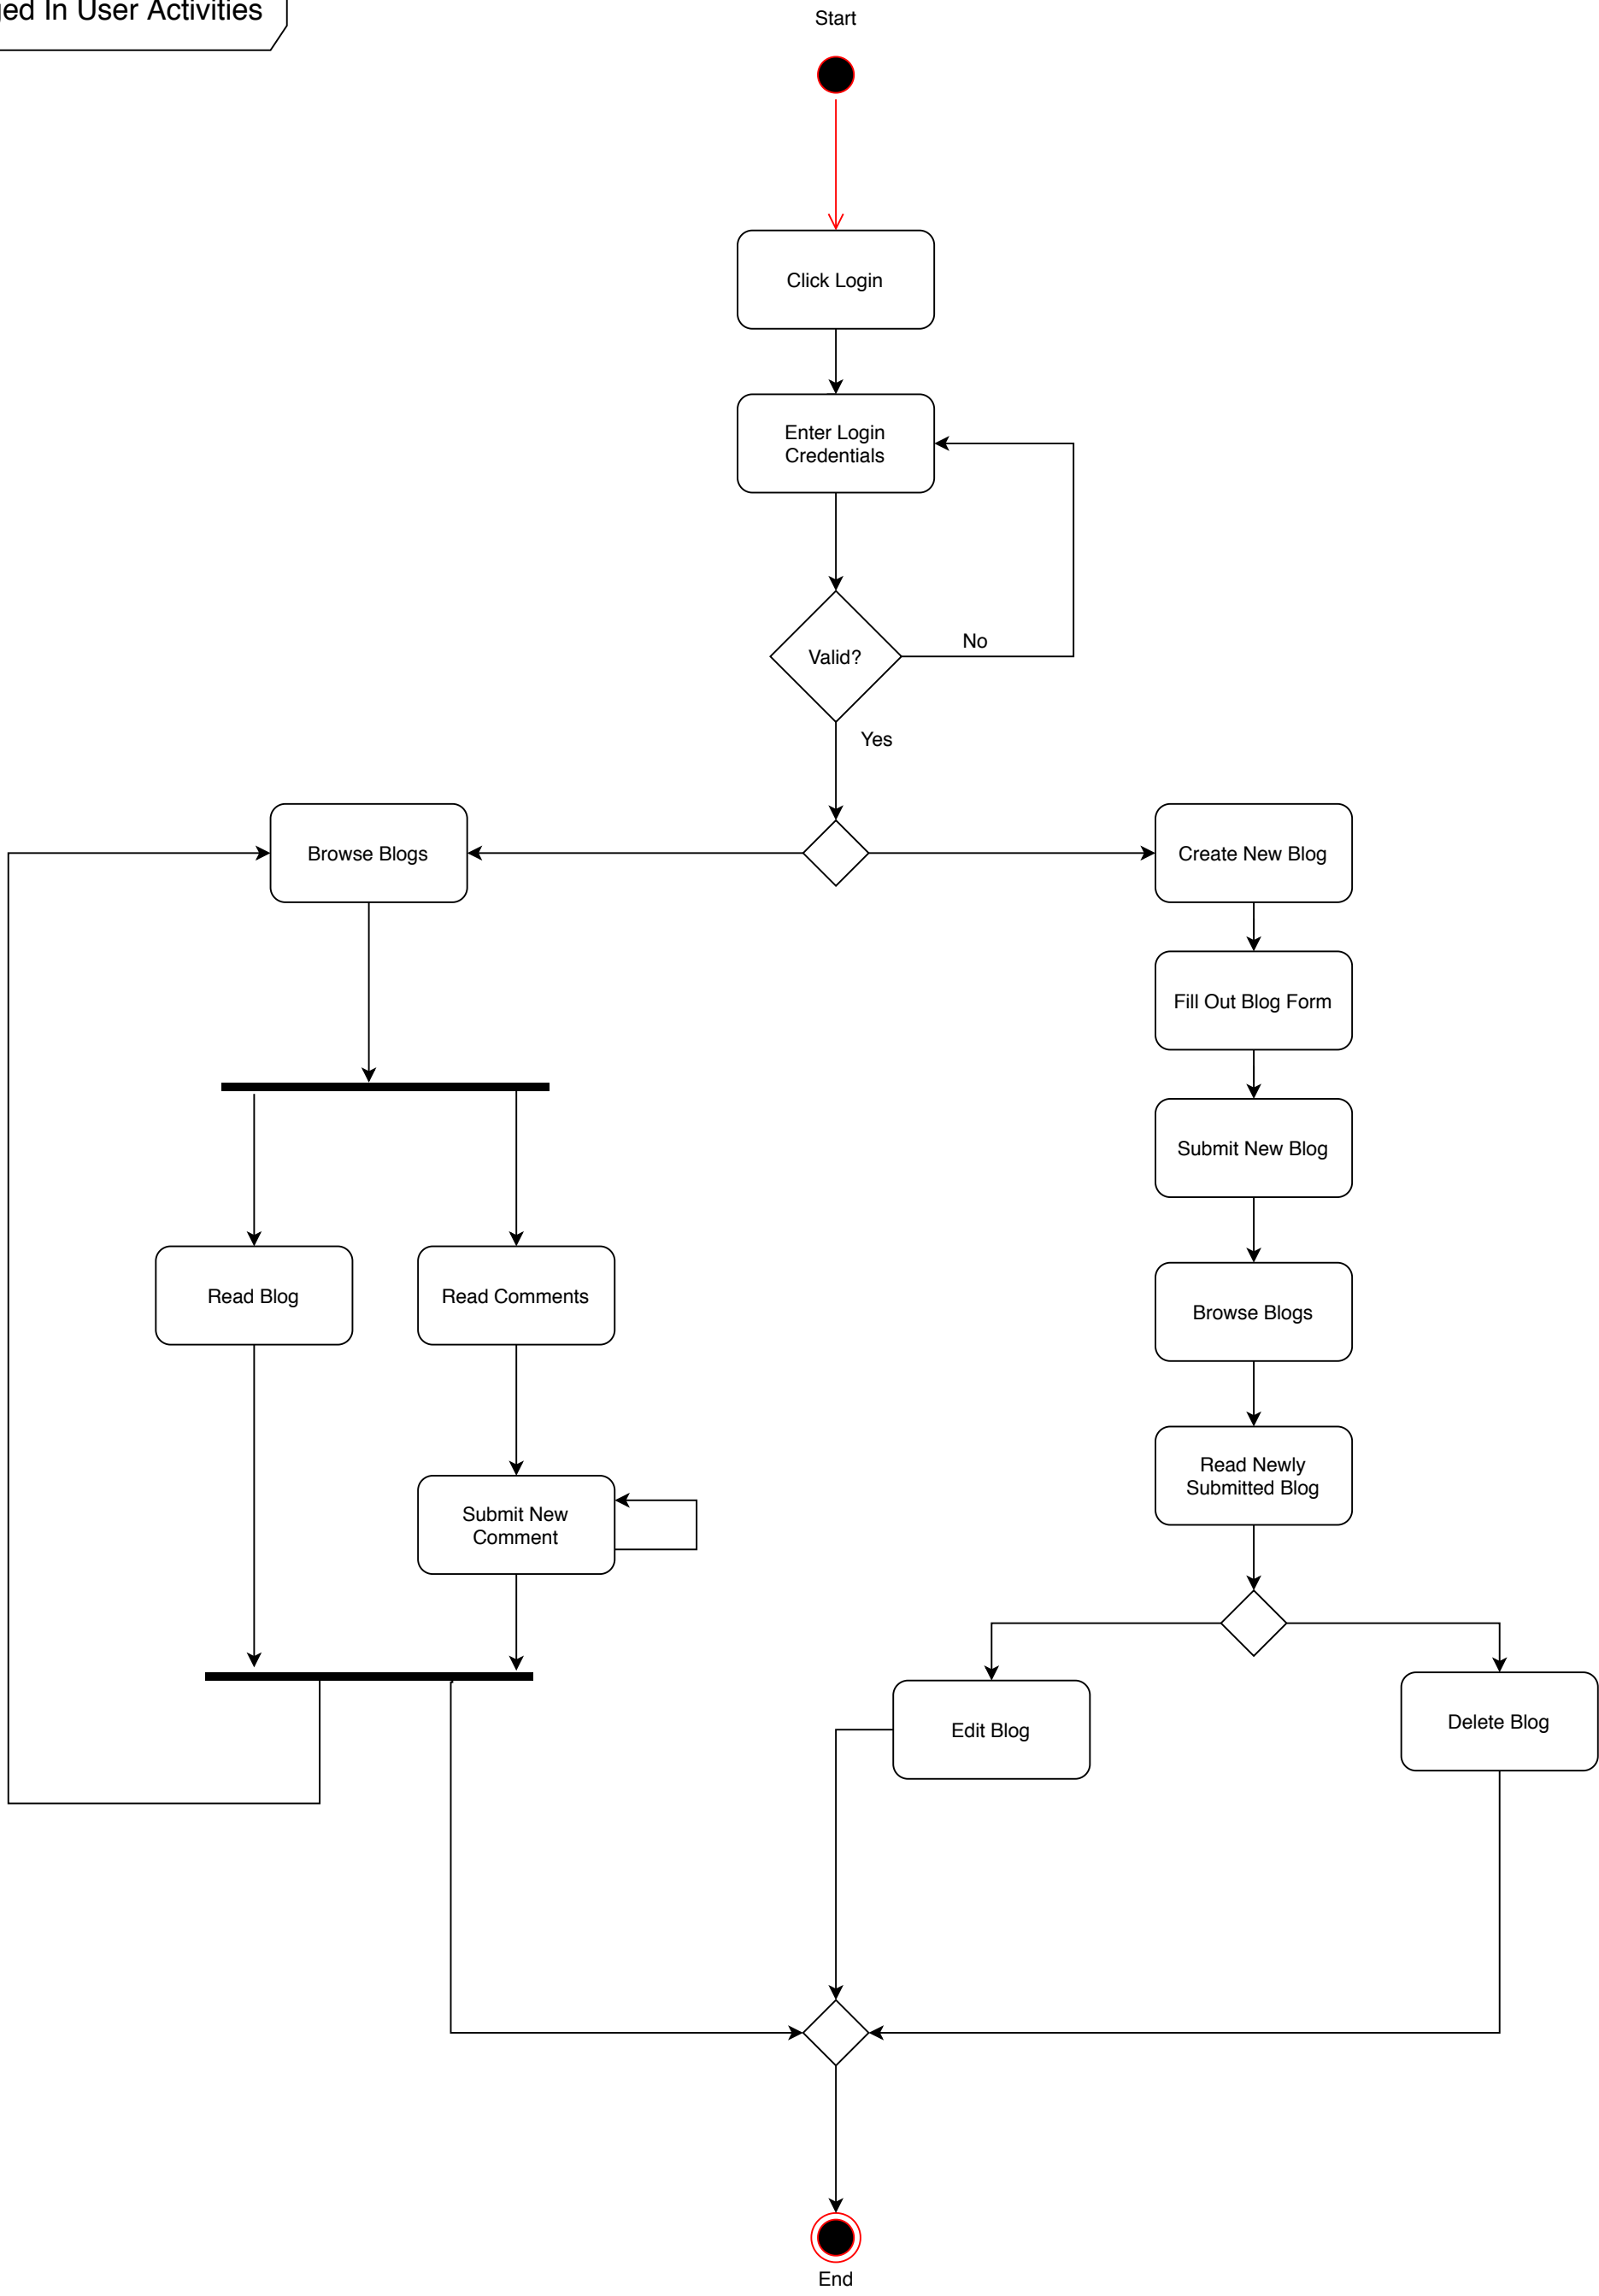 In User Activities
Start
Click Login
Enter Login
Credentials
Valid?
No
Yes
Browse Blogs
Create New Blog
Fill Out Blog Form
Submit New Blog
Read Blog
Read Comments
Browse Blogs
Submit New
Comment
Read Newly
Submitted Blog
Edit Blog
Delete Blog
End